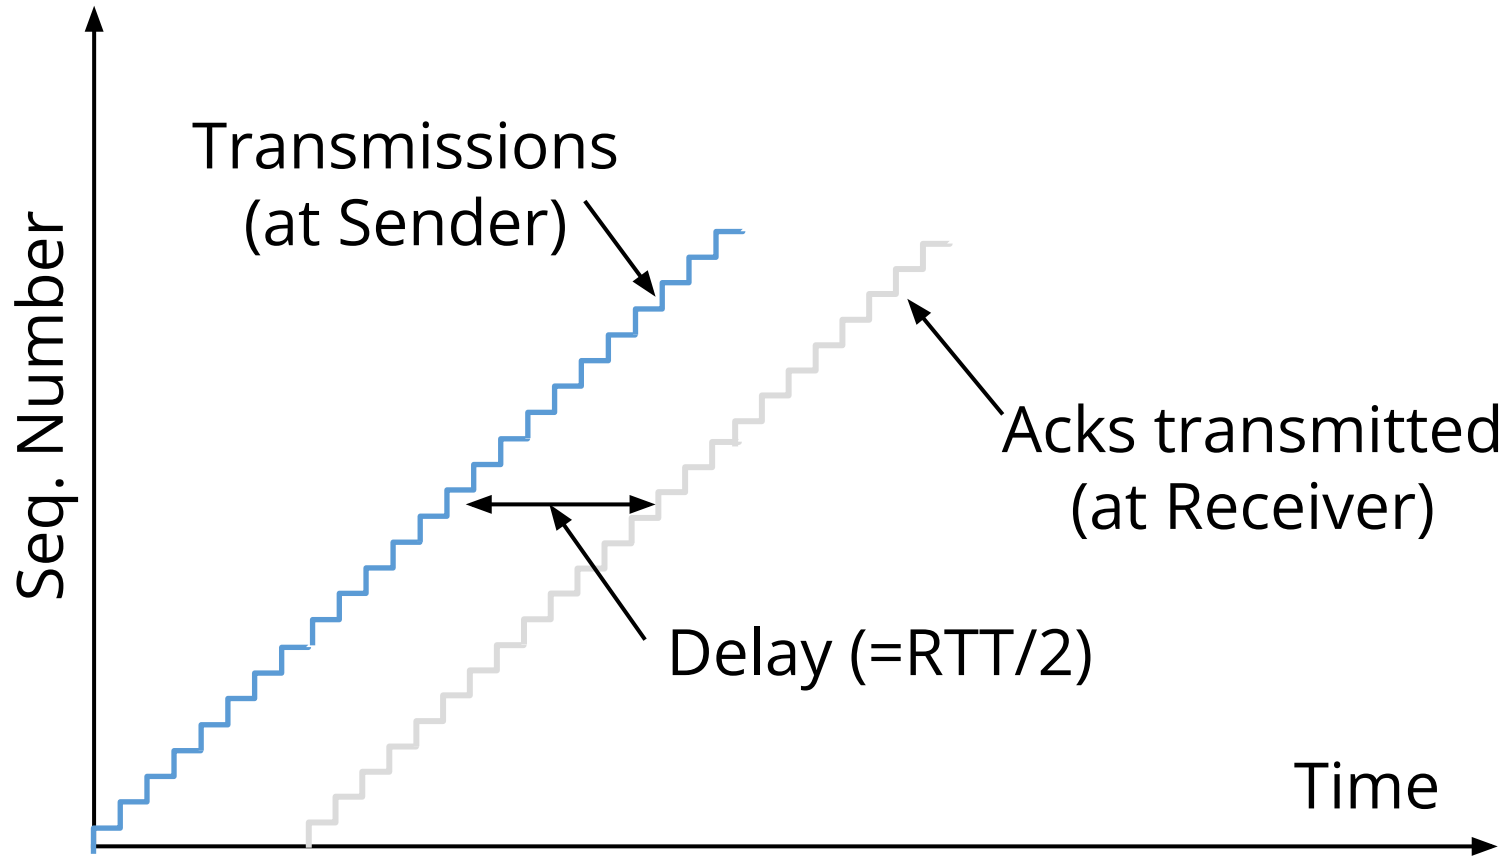 Transmissions
(at Sender)
Seq. Number
Acks transmitted
(at Receiver)
Delay (=RTT/2)
Time